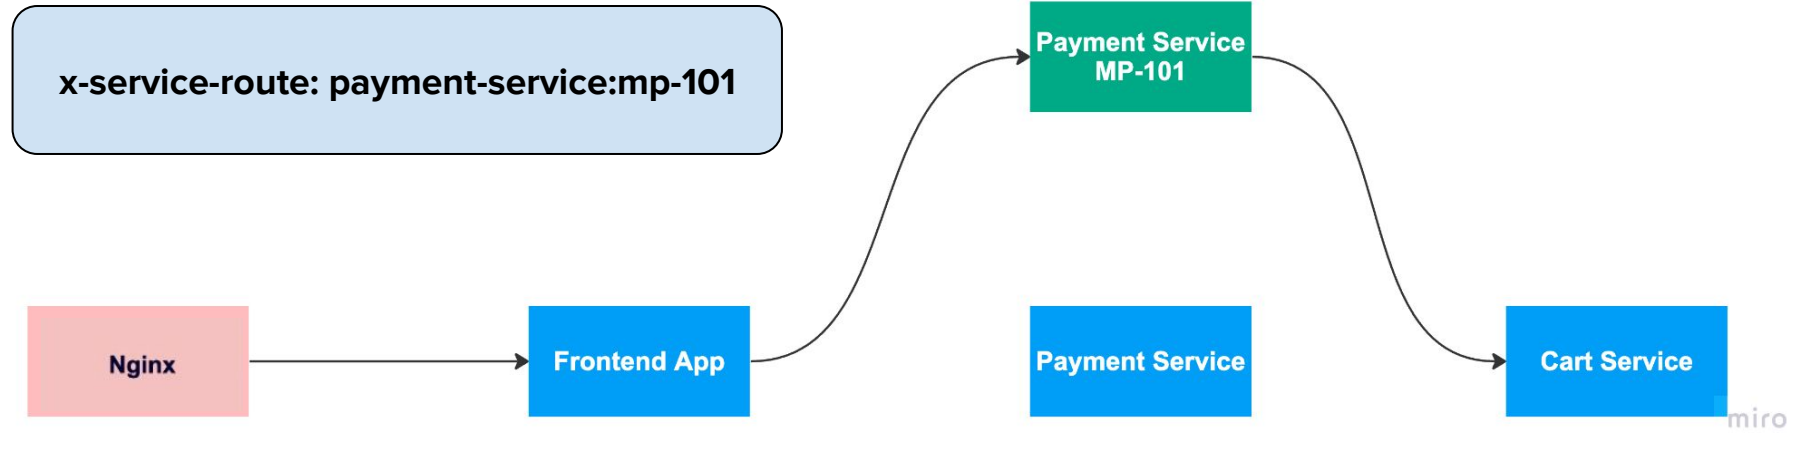 x-service-route: payment-service:mp-101
Payment Service
MP-101
Nginx
Frontend App
Payment Service
Cart Service
miro